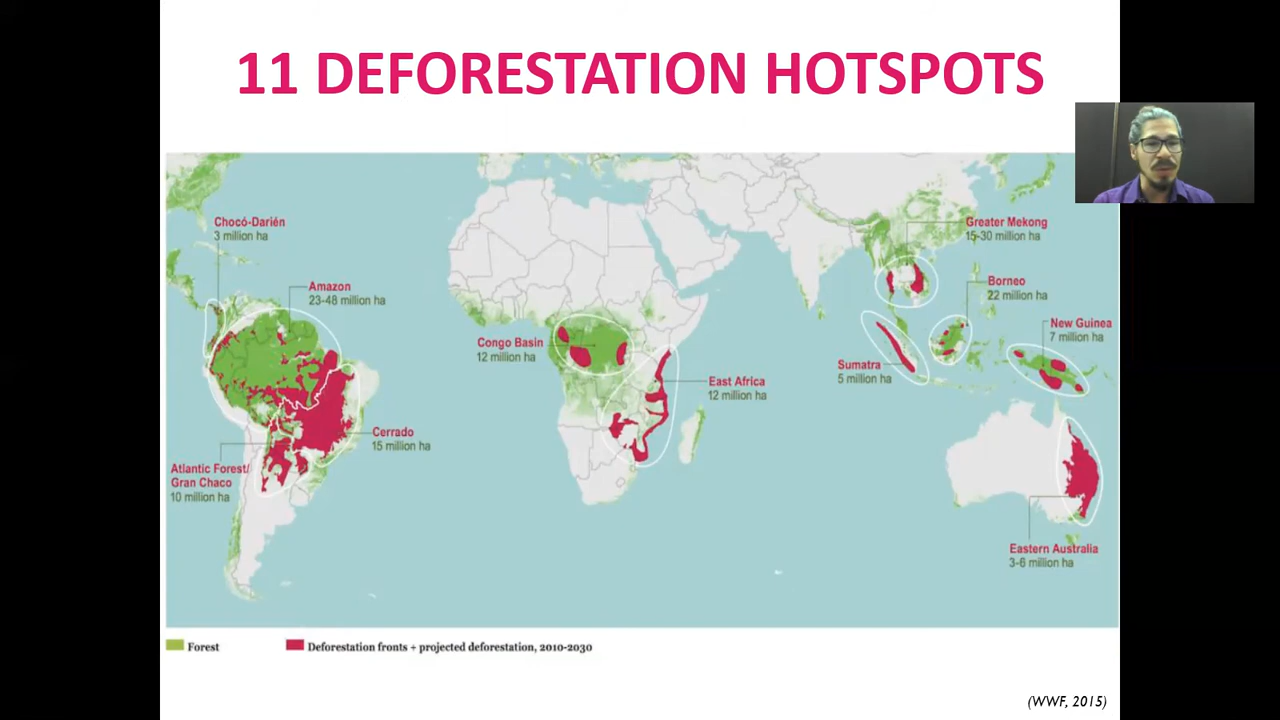 11 DEFORESTATION HOTSPOTS
Chocó-Darién
3 million ha
Amazon
23-48 million ha
Cerrado
15 million ha
Atlantic Forest/
Gran Chaco
10 million ha
Congo Basin
12 million ha
East Africa
12 million ha
Greater Mekong
15-30 million ha
Borneo
22 million ha
New Guinea
7 million ha
Sumatra
5 million ha
Eastern Australia
3-6 million ha
Forest
Deforestation fronts + projected deforestation, 2010-2030
(WWF, 2015)